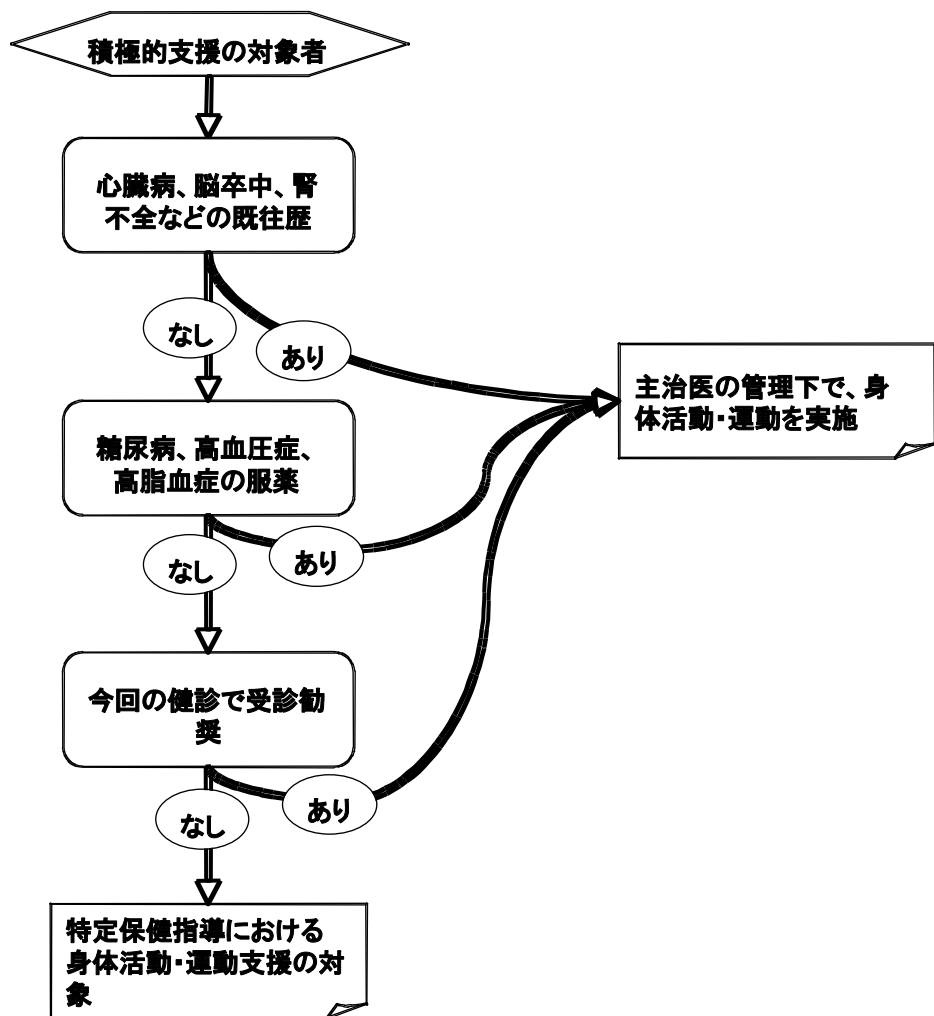 積極的支援の対象者
心臓病、脳卒中、腎
不全などの既往歴
なし
あり
主治医の管理下で、身
体活動・運動を実施
糖尿病、高血圧症、
高脂血症の服薬
なし
あり
今回の健診で受診勧
奨
なし
あり
特定保健指導における
身体活動・運動支援の対
象